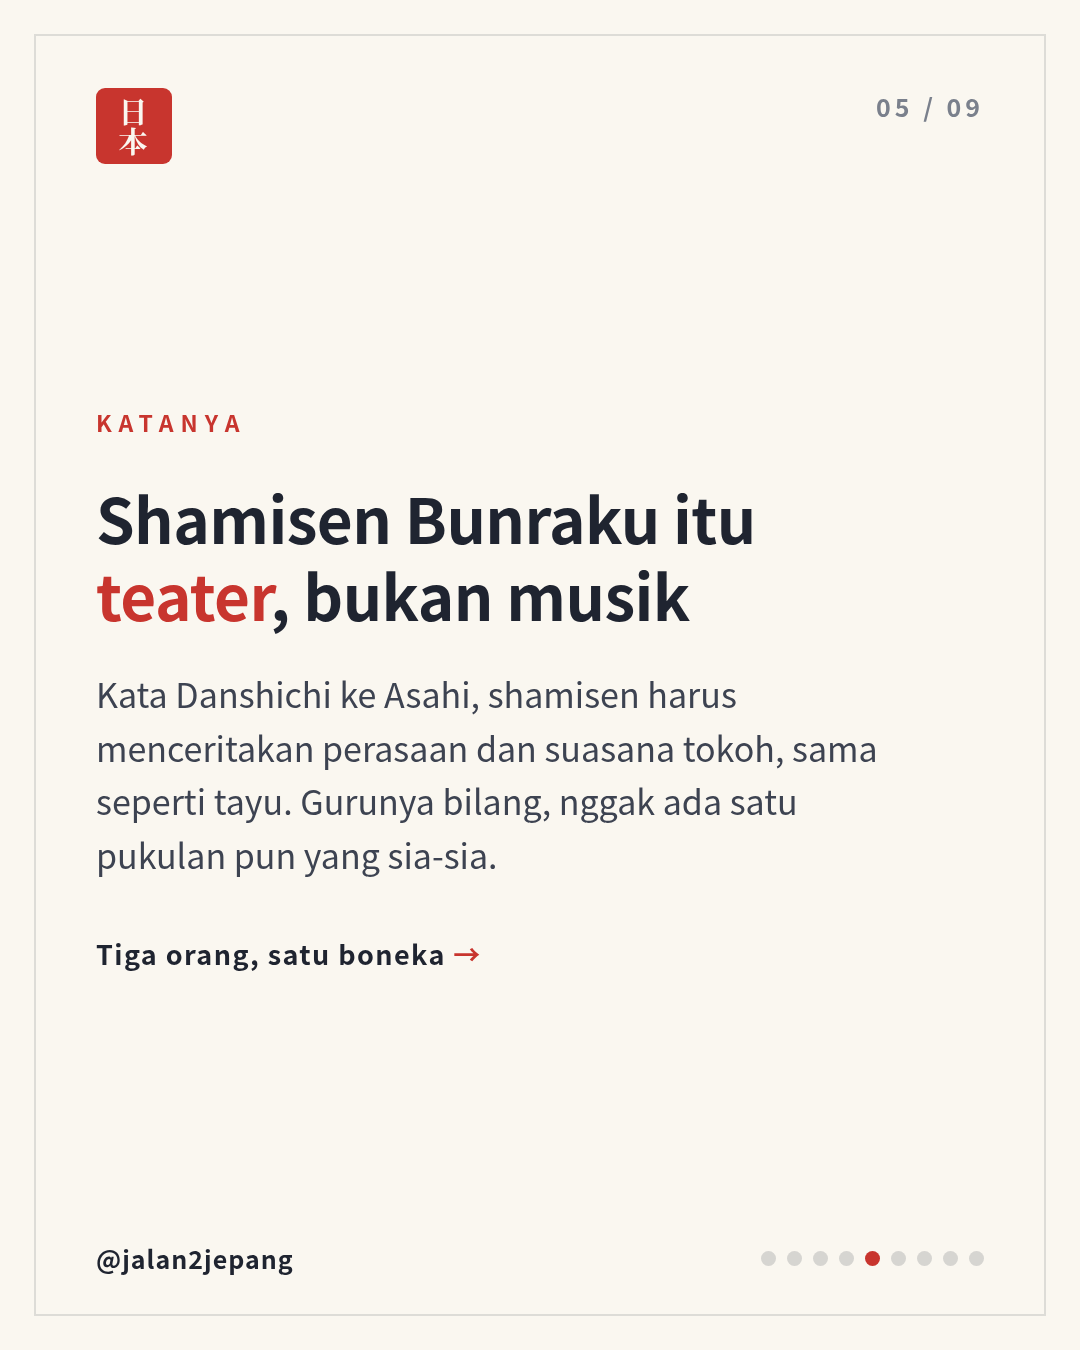 日本
05 / 09
KATANYA
Shamisen Bunraku itu
teater, bukan musik
Kata Danshichi ke Asahi, shamisen harus
menceritakan perasaan dan suasana tokoh, sama
seperti tayu. Gurunya bilang, nggak ada satu
pukulan pun yang sia-sia.
Tiga orang, satu boneka →
@jalan2jepang